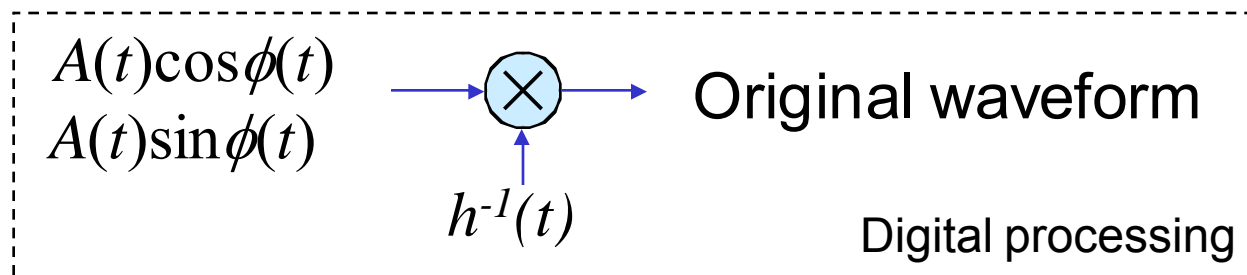 A(t)cosϕ(t)
A(t)sinϕ(t)
Original waveform
h⁻¹(t)
Digital processing